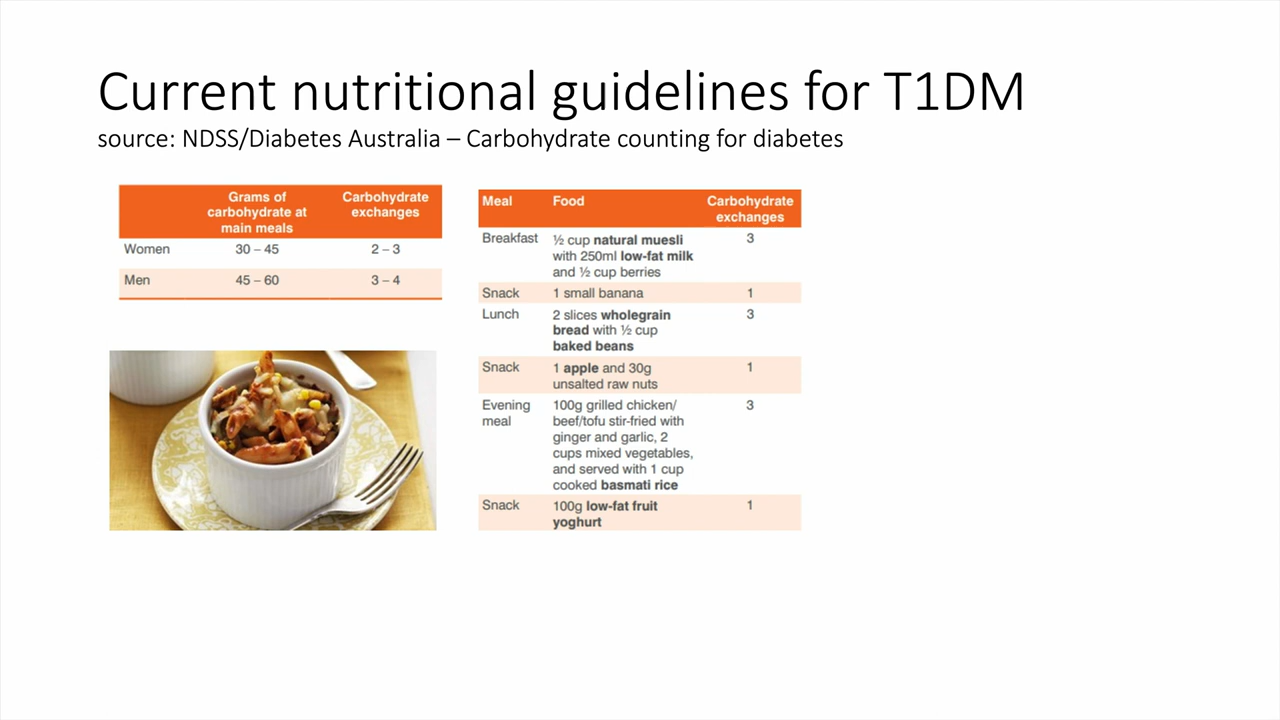 Current nutritional guidelines for T1DM
source: NDSS/Diabetes Australia – Carbohydrate counting for diabetes
Grams of carbohydrate at main meals Carbohydrate exchanges
Women 30 – 45 2 – 3
Men 45 – 60 3 – 4
Meal Food Carbohydrate exchanges
Breakfast ½ cup natural muesli 3
with 250ml low-fat milk
and ½ cup berries
Snack 1 small banana 1
Lunch 2 slices wholegrain 3
bread with ½ cup
baked beans
Snack 1 apple and 30g 1
unsalted raw nuts
Evening meal 100g grilled chicken/ 3
beef/tofu stir-fried with
ginger and garlic, 2
cups mixed vegetables,
and served with 1 cup
cooked basmati rice
Snack 100g low-fat fruit 1
yoghurt